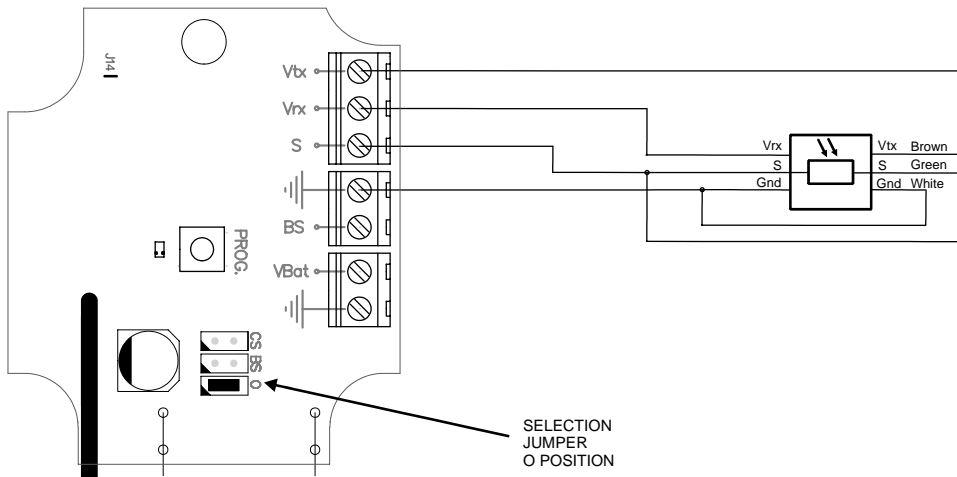 J14
Vtx
Vrx
S
BS
VBat
PROG.
CS
BS
O
Vrx
S
Gnd
Vtx Brown
S Green
Gnd White
SELECTION
JUMPER
O POSITION